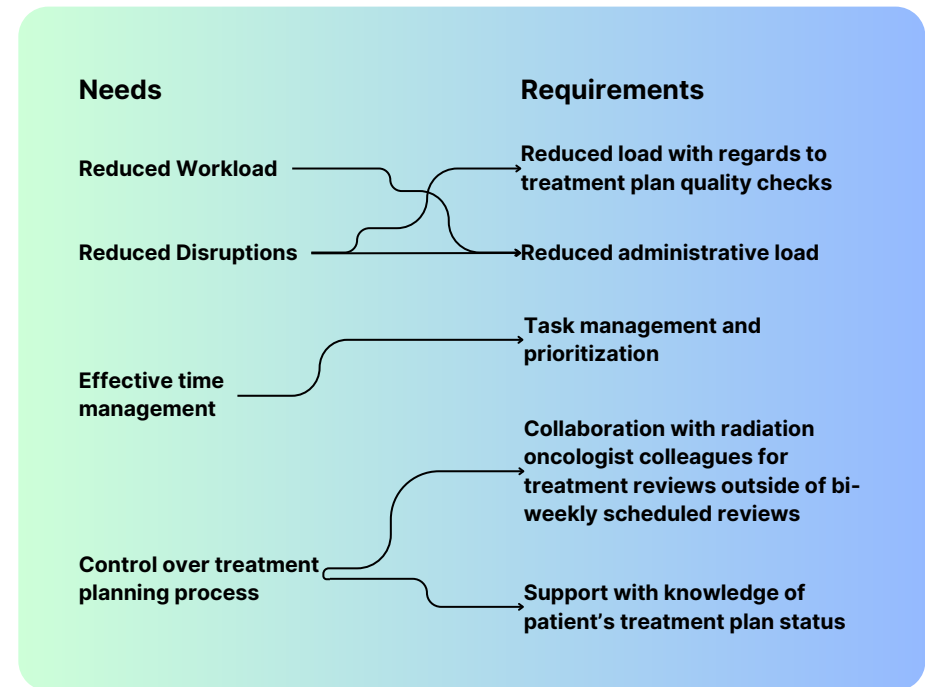 Needs
Requirements
Reduced Workload
Reduced load with regards to
treatment plan quality checks
Reduced Disruptions
Reduced administrative load
Effective time
management
Task management and
prioritization
Control over treatment
planning process
Collaboration with radiation
oncologist colleagues for
treatment reviews outside of bi-
weekly scheduled reviews
Support with knowledge of
patient’s treatment plan status